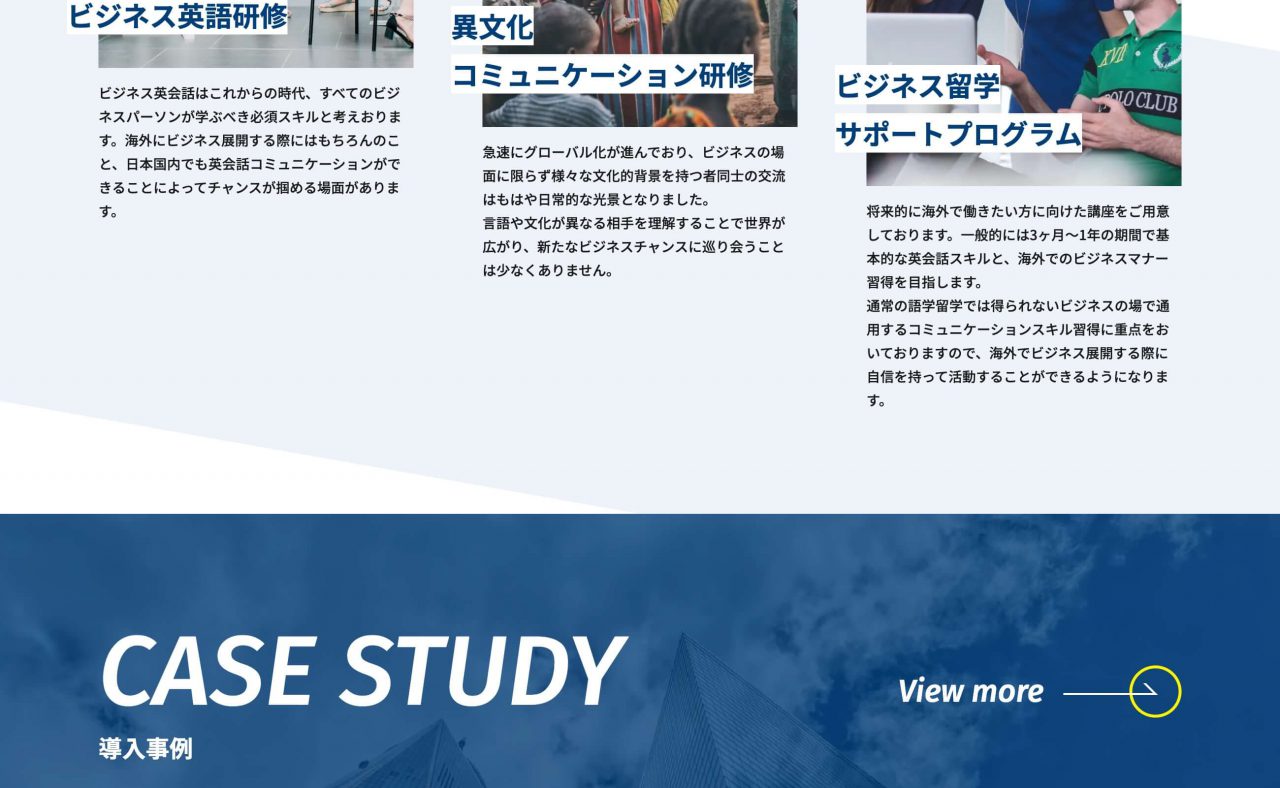 ビジネス英語研修
ビジネス英会話はこれからの時代、すべてのビジ
ネスパーソンが学ぶべき必須スキルと考えおりま
す。海外にビジネス展開する際にはもちろんのこ
と、日本国内でも英会話コミュニケーションがで
きることによってチャンスが掴める場面がありま
す。
異文化
コミュニケーション研修
急速にグローバル化が進んでおり、ビジネスの場
面に限らず様々な文化的背景を持つ者同士の交流
はもはや日常的な光景となりました。
言語や文化が異なる相手を理解することで世界が
広がり、新たなビジネスチャンスに巡り会うこと
は少なくありません。
XVII
POLO CLUB
ビジネス留学
サポートプログラム
将来的に海外で働きたい方に向けた講座をご用意
しております。一般的には3ヶ月〜1年の期間で基
本的な英会話スキルと、海外でのビジネスマナー
習得を目指します。
通常の語学留学では得られないビジネスの場で通
用するコミュニケーションスキル習得に重点をお
いておりますので、海外でビジネス展開する際に
自信を持って活動することができるようになりま
す。
CASE STUDY
導入事例
View more